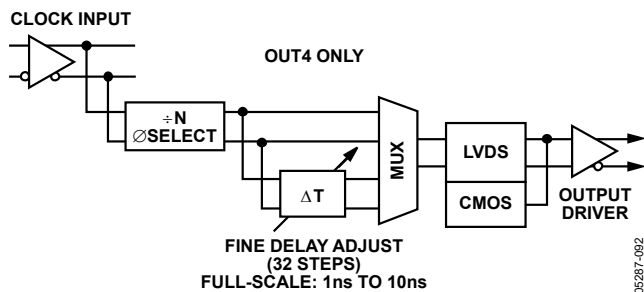 CLOCK INPUT
OUT4 ONLY
÷N
∅SELECT
MUX
LVDS
CMOS
ΔT
OUTPUT
DRIVER
FINE DELAY ADJUST
(32 STEPS)
FULL-SCALE: 1ns TO 10ns
05287-092